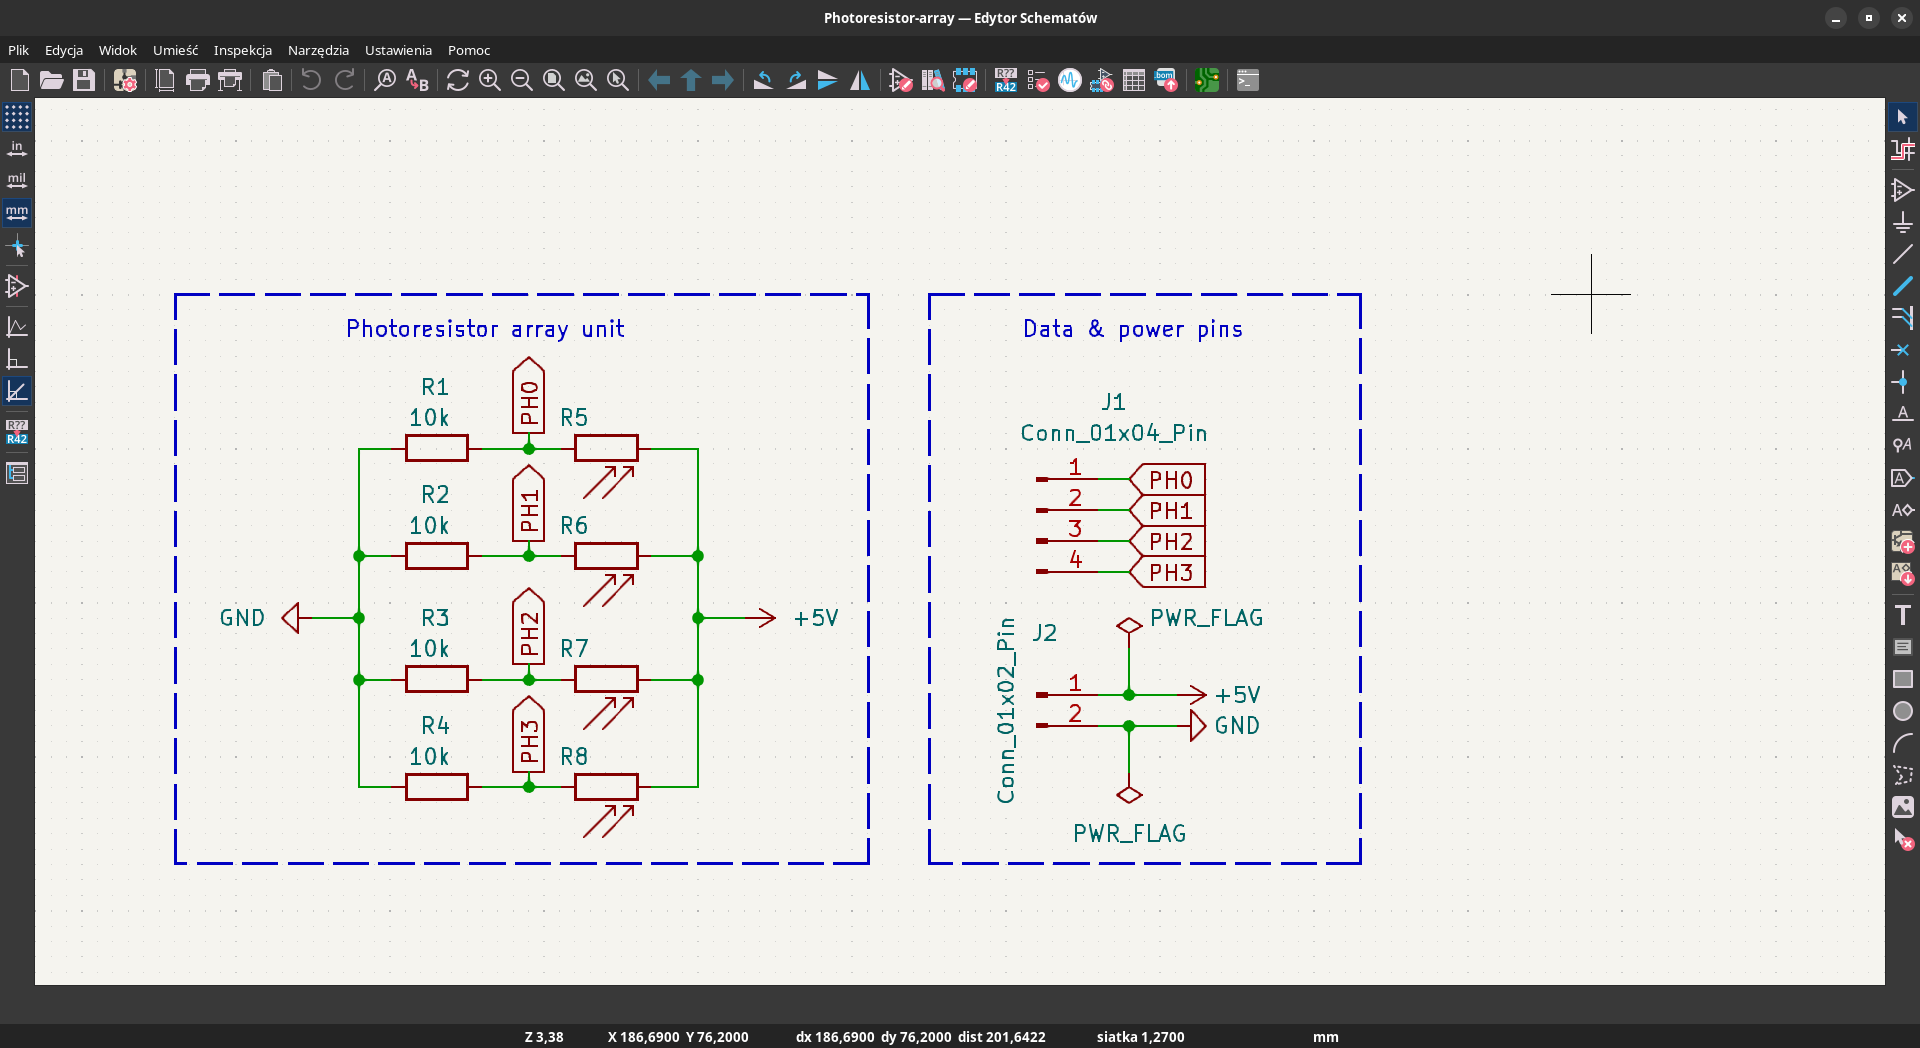 Photoresistor-array — Edytor Schematów
Plik Edycja Widok Umieść Inspekcja Narzędzia Ustawienia Pomoc
A A B R?? R42 .bom
in
mil
mm
R??
R42
A
A
A
A
A
T
Photoresistor array unit
R1
10k
PH0
R5
R2
10k
PH1
R6
GND
R3
10k
PH2
R7
+5V
R4
10k
PH3
R8
Data & power pins
J1
Conn_01x04_Pin
1 PH0
2 PH1
3 PH2
4 PH3
PWR_FLAG
J2
Conn_01x02_Pin
1 +5V
2 GND
PWR_FLAG
Z 3,38 X 186,6900 Y 76,2000 dx 186,6900 dy 76,2000 dist 201,6422 siatka 1,2700 mm